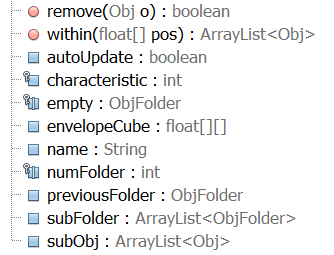 remove(Obj o) : boolean
within(float[] pos) : ArrayList<Obj>
autoUpdate : boolean
characteristic : int
empty : ObjFolder
envelopeCube : float[][]
name : String
numFolder : int
previousFolder : ObjFolder
subFolder : ArrayList<ObjFolder>
subObj : ArrayList<Obj>